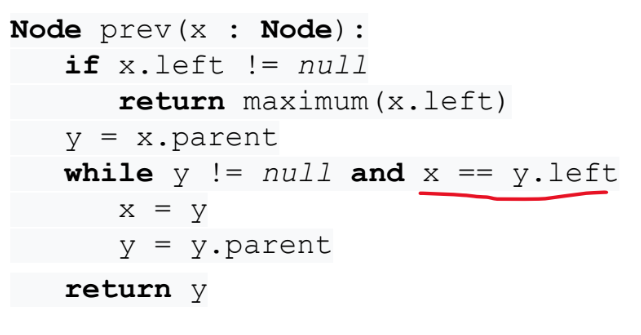 Node prev(x : Node):
if x.left != null
return maximum(x.left)
y = x.parent
while y != null and x == y.left
x = y
y = y.parent
return y